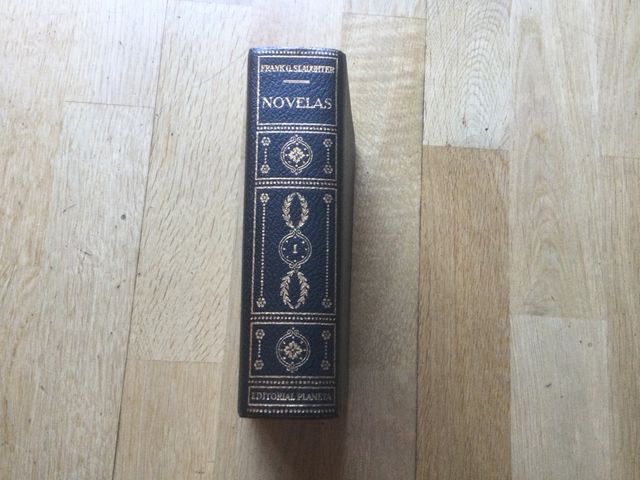 FRANK G. SLAUGHTER
NOVELAS
I
EDITORIAL PLANETA